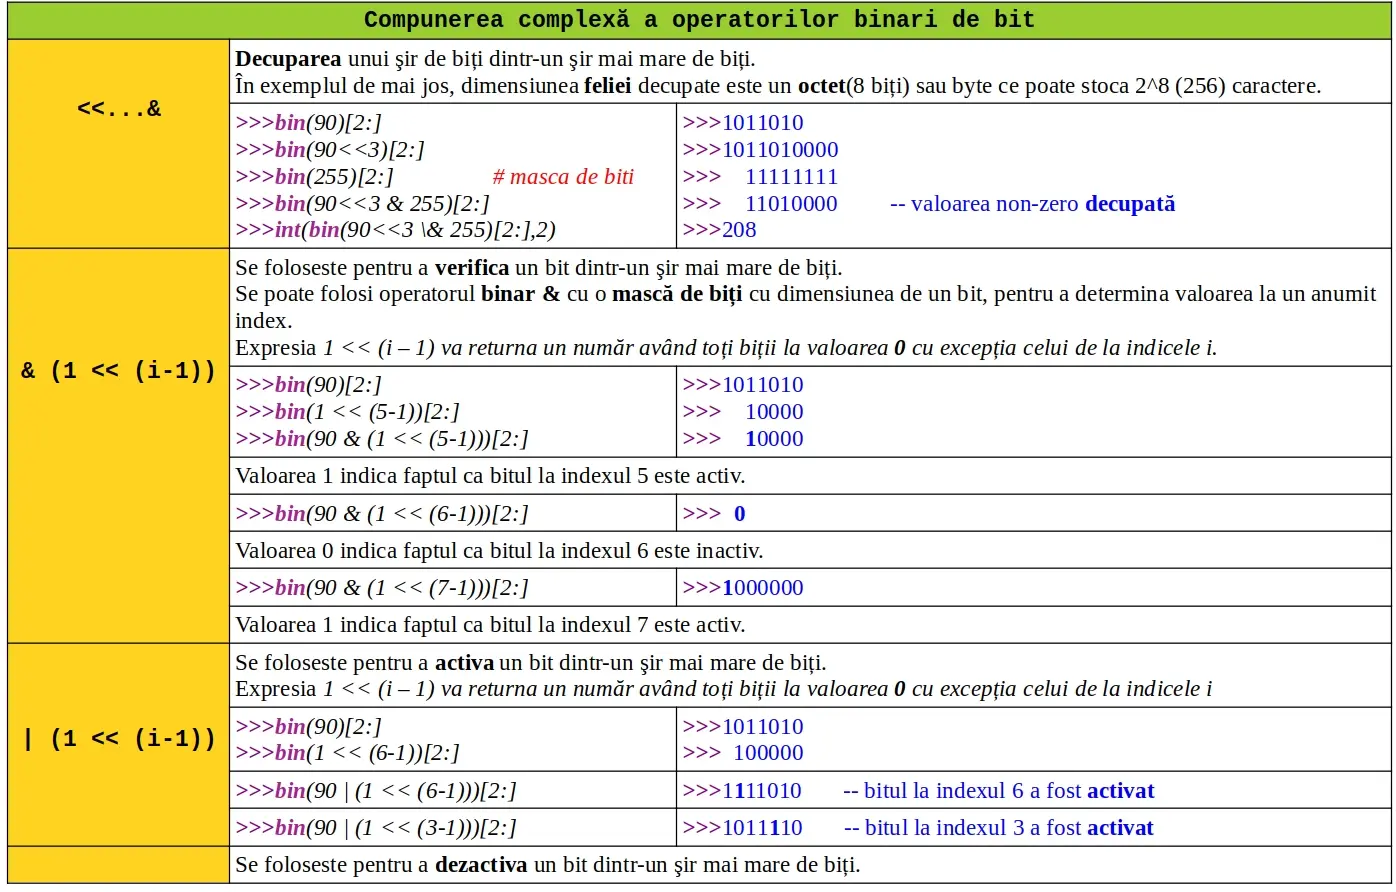 Compunerea complexă a operatorilor binari de bit
<<...&
Decuparea unui şir de biți dintr-un şir mai mare de biți.
În exemplul de mai jos, dimensiunea feliei decupate este un octet(8 biți) sau byte ce poate stoca 2^8 (256) caractere.
>>>bin(90)[2:] >>>1011010
>>>bin(90<<3)[2:] >>>1011010000
>>>bin(255)[2:] # masca de biti >>> 11111111
>>>bin(90<<3 & 255)[2:] >>> 11010000 -- valoarea non-zero decupată
>>>int(bin(90<<3 \& 255)[2:],2) >>>208
& (1 << (i-1))
Se foloseste pentru a verifica un bit dintr-un şir mai mare de biți.
Se poate folosi operatorul binar & cu o mască de biți cu dimensiunea de un bit, pentru a determina valoarea la un anumit
index.
Expresia 1 << (i – 1) va returna un număr având toți biții la valoarea 0 cu excepția celui de la indicele i.
>>>bin(90)[2:] >>>1011010
>>>bin(1 << (5-1))[2:] >>> 10000
>>>bin(90 & (1 << (5-1)))[2:] >>> 10000
Valoarea 1 indica faptul ca bitul la indexul 5 este activ.
>>>bin(90 & (1 << (6-1)))[2:] >>> 0
Valoarea 0 indica faptul ca bitul la indexul 6 este inactiv.
>>>bin(90 & (1 << (7-1)))[2:] >>>1000000
Valoarea 1 indica faptul ca bitul la indexul 7 este activ.
| (1 << (i-1))
Se foloseste pentru a activa un bit dintr-un şir mai mare de biți.
Expresia 1 << (i – 1) va returna un număr având toți biții la valoarea 0 cu excepția celui de la indicele i
>>>bin(90)[2:] >>>1011010
>>>bin(1 << (6-1))[2:] >>> 100000
>>>bin(90 | (1 << (6-1)))[2:] >>>1111010 -- bitul la indexul 6 a fost activat
>>>bin(90 | (1 << (3-1)))[2:] >>>1011110 -- bitul la indexul 3 a fost activat
Se foloseste pentru a dezactiva un bit dintr-un şir mai mare de biți.